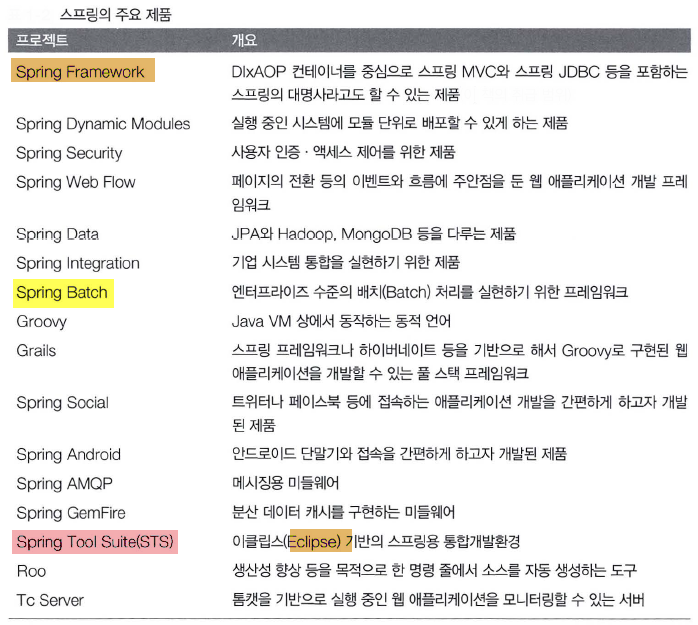 스프링의 주요 제품
프로젝트 개요
Spring Framework DIxAOP 컨테이너를 중심으로 스프링 MVC와 스프링 JDBC 등을 포함하는
스프링의 대명사라고도 할 수 있는 제품
Spring Dynamic Modules 실행 중인 시스템에 모듈 단위로 배포할 수 있게 하는 제품
Spring Security 사용자 인증 · 액세스 제어를 위한 제품
Spring Web Flow 페이지의 전환 등의 이벤트와 흐름에 주안점을 둔 웹 애플리케이션 개발 프레
임워크
Spring Data JPA와 Hadoop, MongoDB 등을 다루는 제품
Spring Integration 기업 시스템 통합을 실현하기 위한 제품
Spring Batch 엔터프라이즈 수준의 배치(Batch) 처리를 실현하기 위한 프레임워크
Groovy Java VM 상에서 동작하는 동적 언어
Grails 스프링 프레임워크나 하이버네이트 등을 기반으로 해서 Groovy로 구현된 웹
애플리케이션을 개발할 수 있는 풀 스택 프레임워크
Spring Social 트위터나 페이스북 등에 접속하는 애플리케이션 개발을 간편하게 하고자 개발
된 제품
Spring Android 안드로이드 단말기와 접속을 간편하게 하고자 개발된 제품
Spring AMQP 메시징용 미들웨어
Spring GemFire 분산 데이터 캐시를 구현하는 미들웨어
Spring Tool Suite(STS) 이클립스(Eclipse) 기반의 스프링용 통합개발환경
Roo 생산성 향상 등을 목적으로 한 명령 줄에서 소스를 자동 생성하는 도구
Tc Server 톰캣을 기반으로 실행 중인 웹 애플리케이션을 모니터링할 수 있는 서버